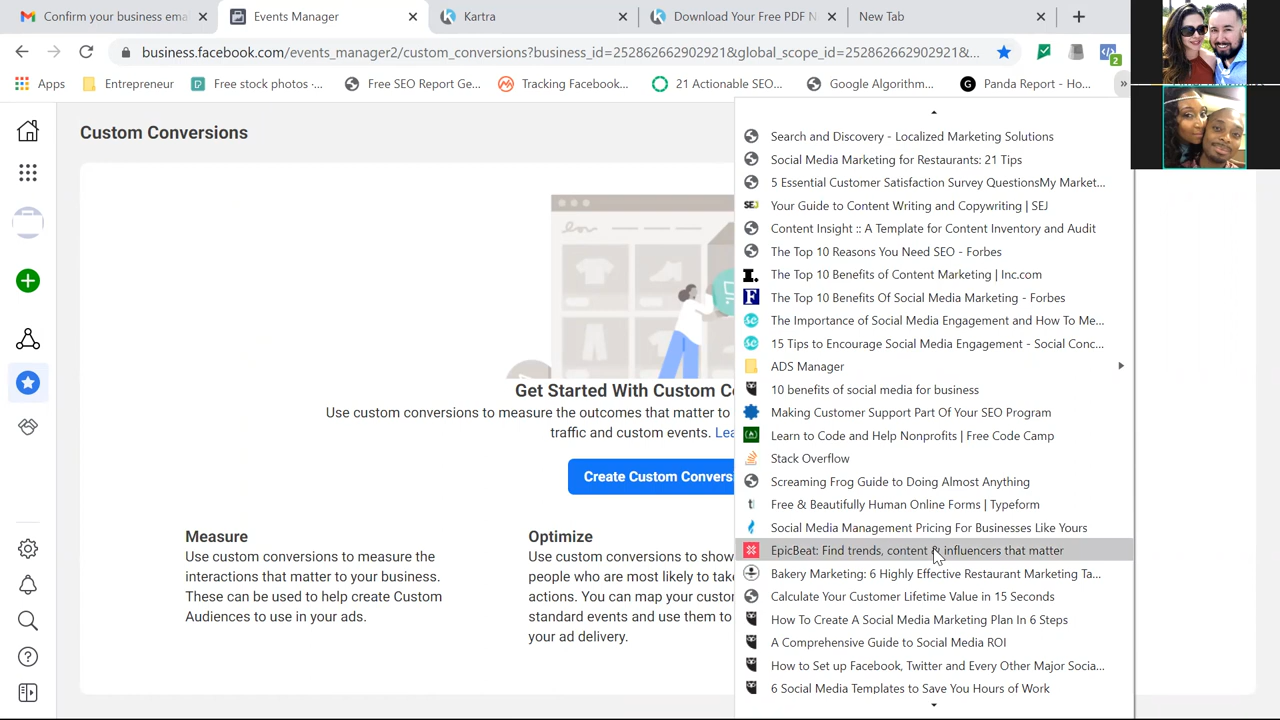 Confirm your business ema
Events Manager
Kartra
Download Your Free PDF N
New Tab
business.facebook.com/events_manager2/custom_conversions?business_id=252862662902921&global_scope_id=252862662902921&...
2
Apps
Entrepreneur
Free stock photos ·...
Free SEO Report
Tracking Facebook...
21 Actionable SEO...
Google Algorithm...
Panda Report - Ho...
Custom Conversions
Search and Discovery - Localized Marketing Solutions
Social Media Marketing for Restaurants: 21 Tips
5 Essential Customer Satisfaction Survey QuestionsMy Market...
Your Guide to Content Writing and Copywriting | SEJ
Content Insight :: A Template for Content Inventory and Audit
The Top 10 Reasons You Need SEO - Forbes
The Top 10 Benefits of Content Marketing | Inc.com
The Top 10 Benefits Of Social Media Marketing - Forbes
The Importance of Social Media Engagement and How To Me...
15 Tips to Encourage Social Media Engagement - Social Conc...
ADS Manager
10 benefits of social media for business
Making Customer Support Part Of Your SEO Program
Learn to Code and Help Nonprofits | Free Code Camp
Stack Overflow
Screaming Frog Guide to Doing Almost Anything
Free & Beautifully Human Online Forms | Typeform
Social Media Management Pricing For Businesses Like Yours
EpicBeat: Find trends, content & influencers that matter
Bakery Marketing: 6 Highly Effective Restaurant Marketing Ta...
Calculate Your Customer Lifetime Value in 15 Seconds
How To Create A Social Media Marketing Plan In 6 Steps
A Comprehensive Guide to Social Media ROI
How to Set up Facebook, Twitter and Every Other Major Socia...
6 Social Media Templates to Save You Hours of Work
Get Started With Custom Co
Use custom conversions to measure the outcomes that matter to
traffic and custom events. Lea
Create Custom Convers
Measure
Use custom conversions to measure the
interactions that matter to your business.
These can be used to help create Custom
Audiences to use in your ads.
Optimize
Use custom conversions to show
people who are most likely to take
actions. You can map your custor
standard events and use them to
your ad delivery.